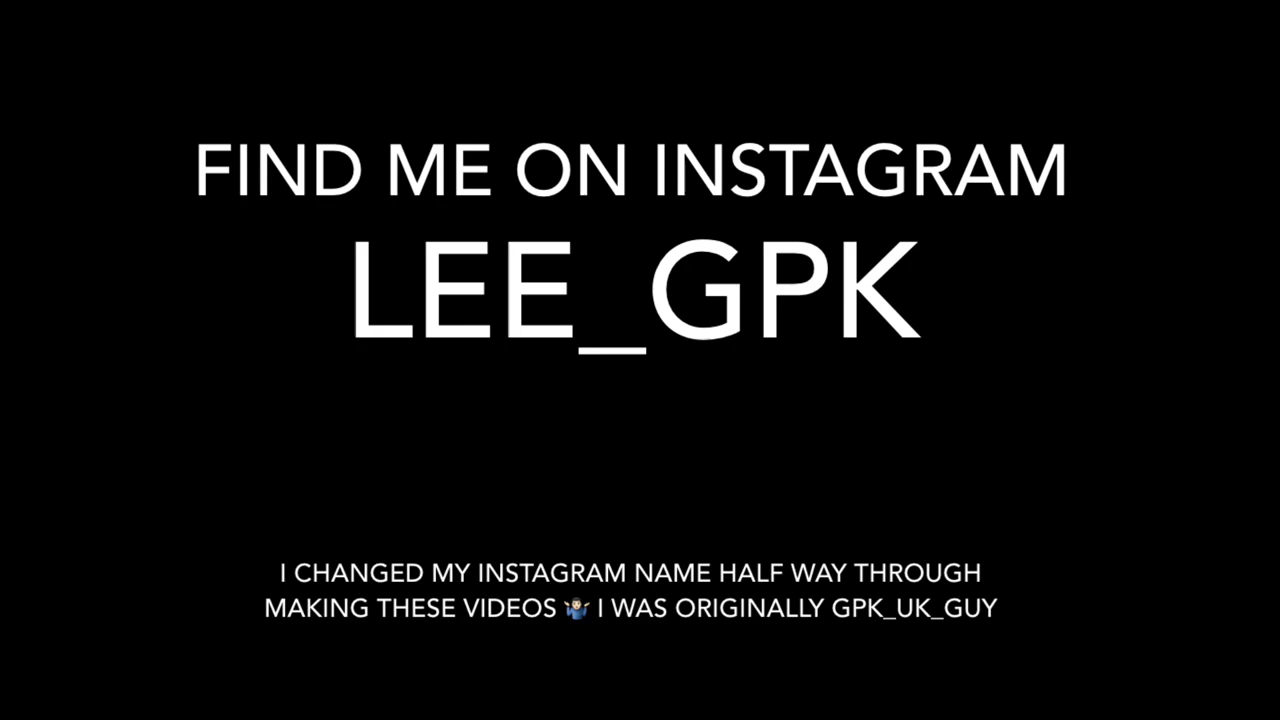 FIND ME ON INSTAGRAM
LEE_GPK
I CHANGED MY INSTAGRAM NAME HALF WAY THROUGH
MAKING THESE VIDEOS 🤷🏻‍♂️ I WAS ORIGINALLY GPK_UK_GUY